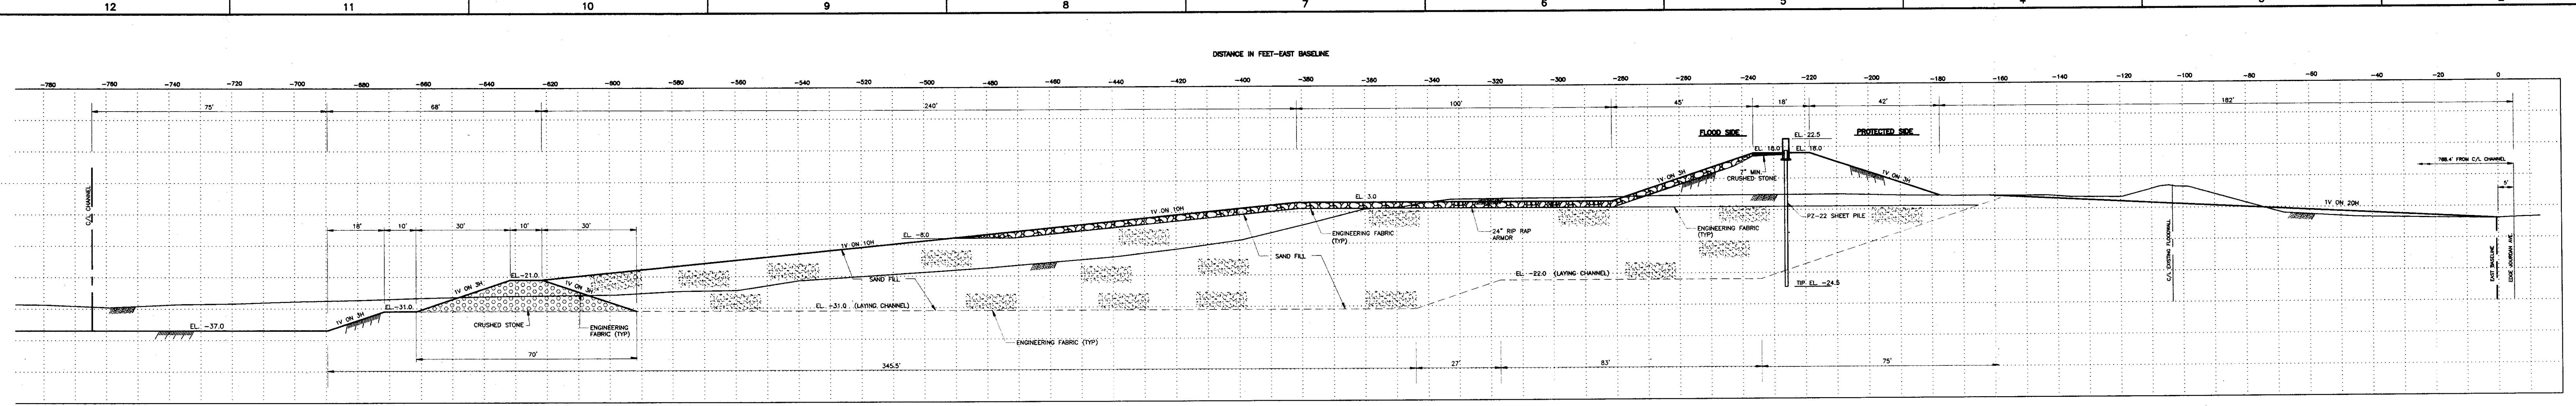 12 11 10 9 8 7 6 5
DISTANCE IN FEET-EAST BASELINE
-780 -760 -740 -720 -700 -680 -660 -640 -620 -600 -580 -560 -540 -520 -500 -480 -460 -440 -420 -400 -380 -360 -340 -320 -300 -280 -260 -240 -220 -200 -180 -160 -140 -120 -100 -80 -60 -40 -20 0
75' 68' 240' 100' 45' 18' 42' 182'
FLOOD SIDE
EL. 22.5
PROTECTED SIDE
EL. 18.0
EL. 18.0
1V ON 3H
2" MIN.
CRUSHED STONE
1V ON 3H
788.4' FROM C/L CHANNEL
5'
C/L CHANNEL
EL 3.0
1V ON 10H
1V ON 20H
PZ-22 SHEET PILE
18' 10' 30' 10' 30'
EL. -8.0
1V ON 10H
ENGINEERING FABRIC
(TYP)
24" RIP RAP
ARMOR
ENGINEERING FABRIC
(TYP)
C/L EXISTING FLOODWALL
EAST BASELINE
EDGE JOURDAN AVE.
SAND FILL
EL. -21.0
1V ON 3H
1V ON 3H
SAND FILL
EL. -22.0 (LAYING CHANNEL)
TIP EL. -24.5
EL. -31.0
EL. -31.0 (LAYING CHANNEL)
1V ON 3H
EL. -37.0
CRUSHED STONE
ENGINEERING
FABRIC (TYP)
ENGINEERING FABRIC (TYP)
70'
345.5' 27' 83' 75'